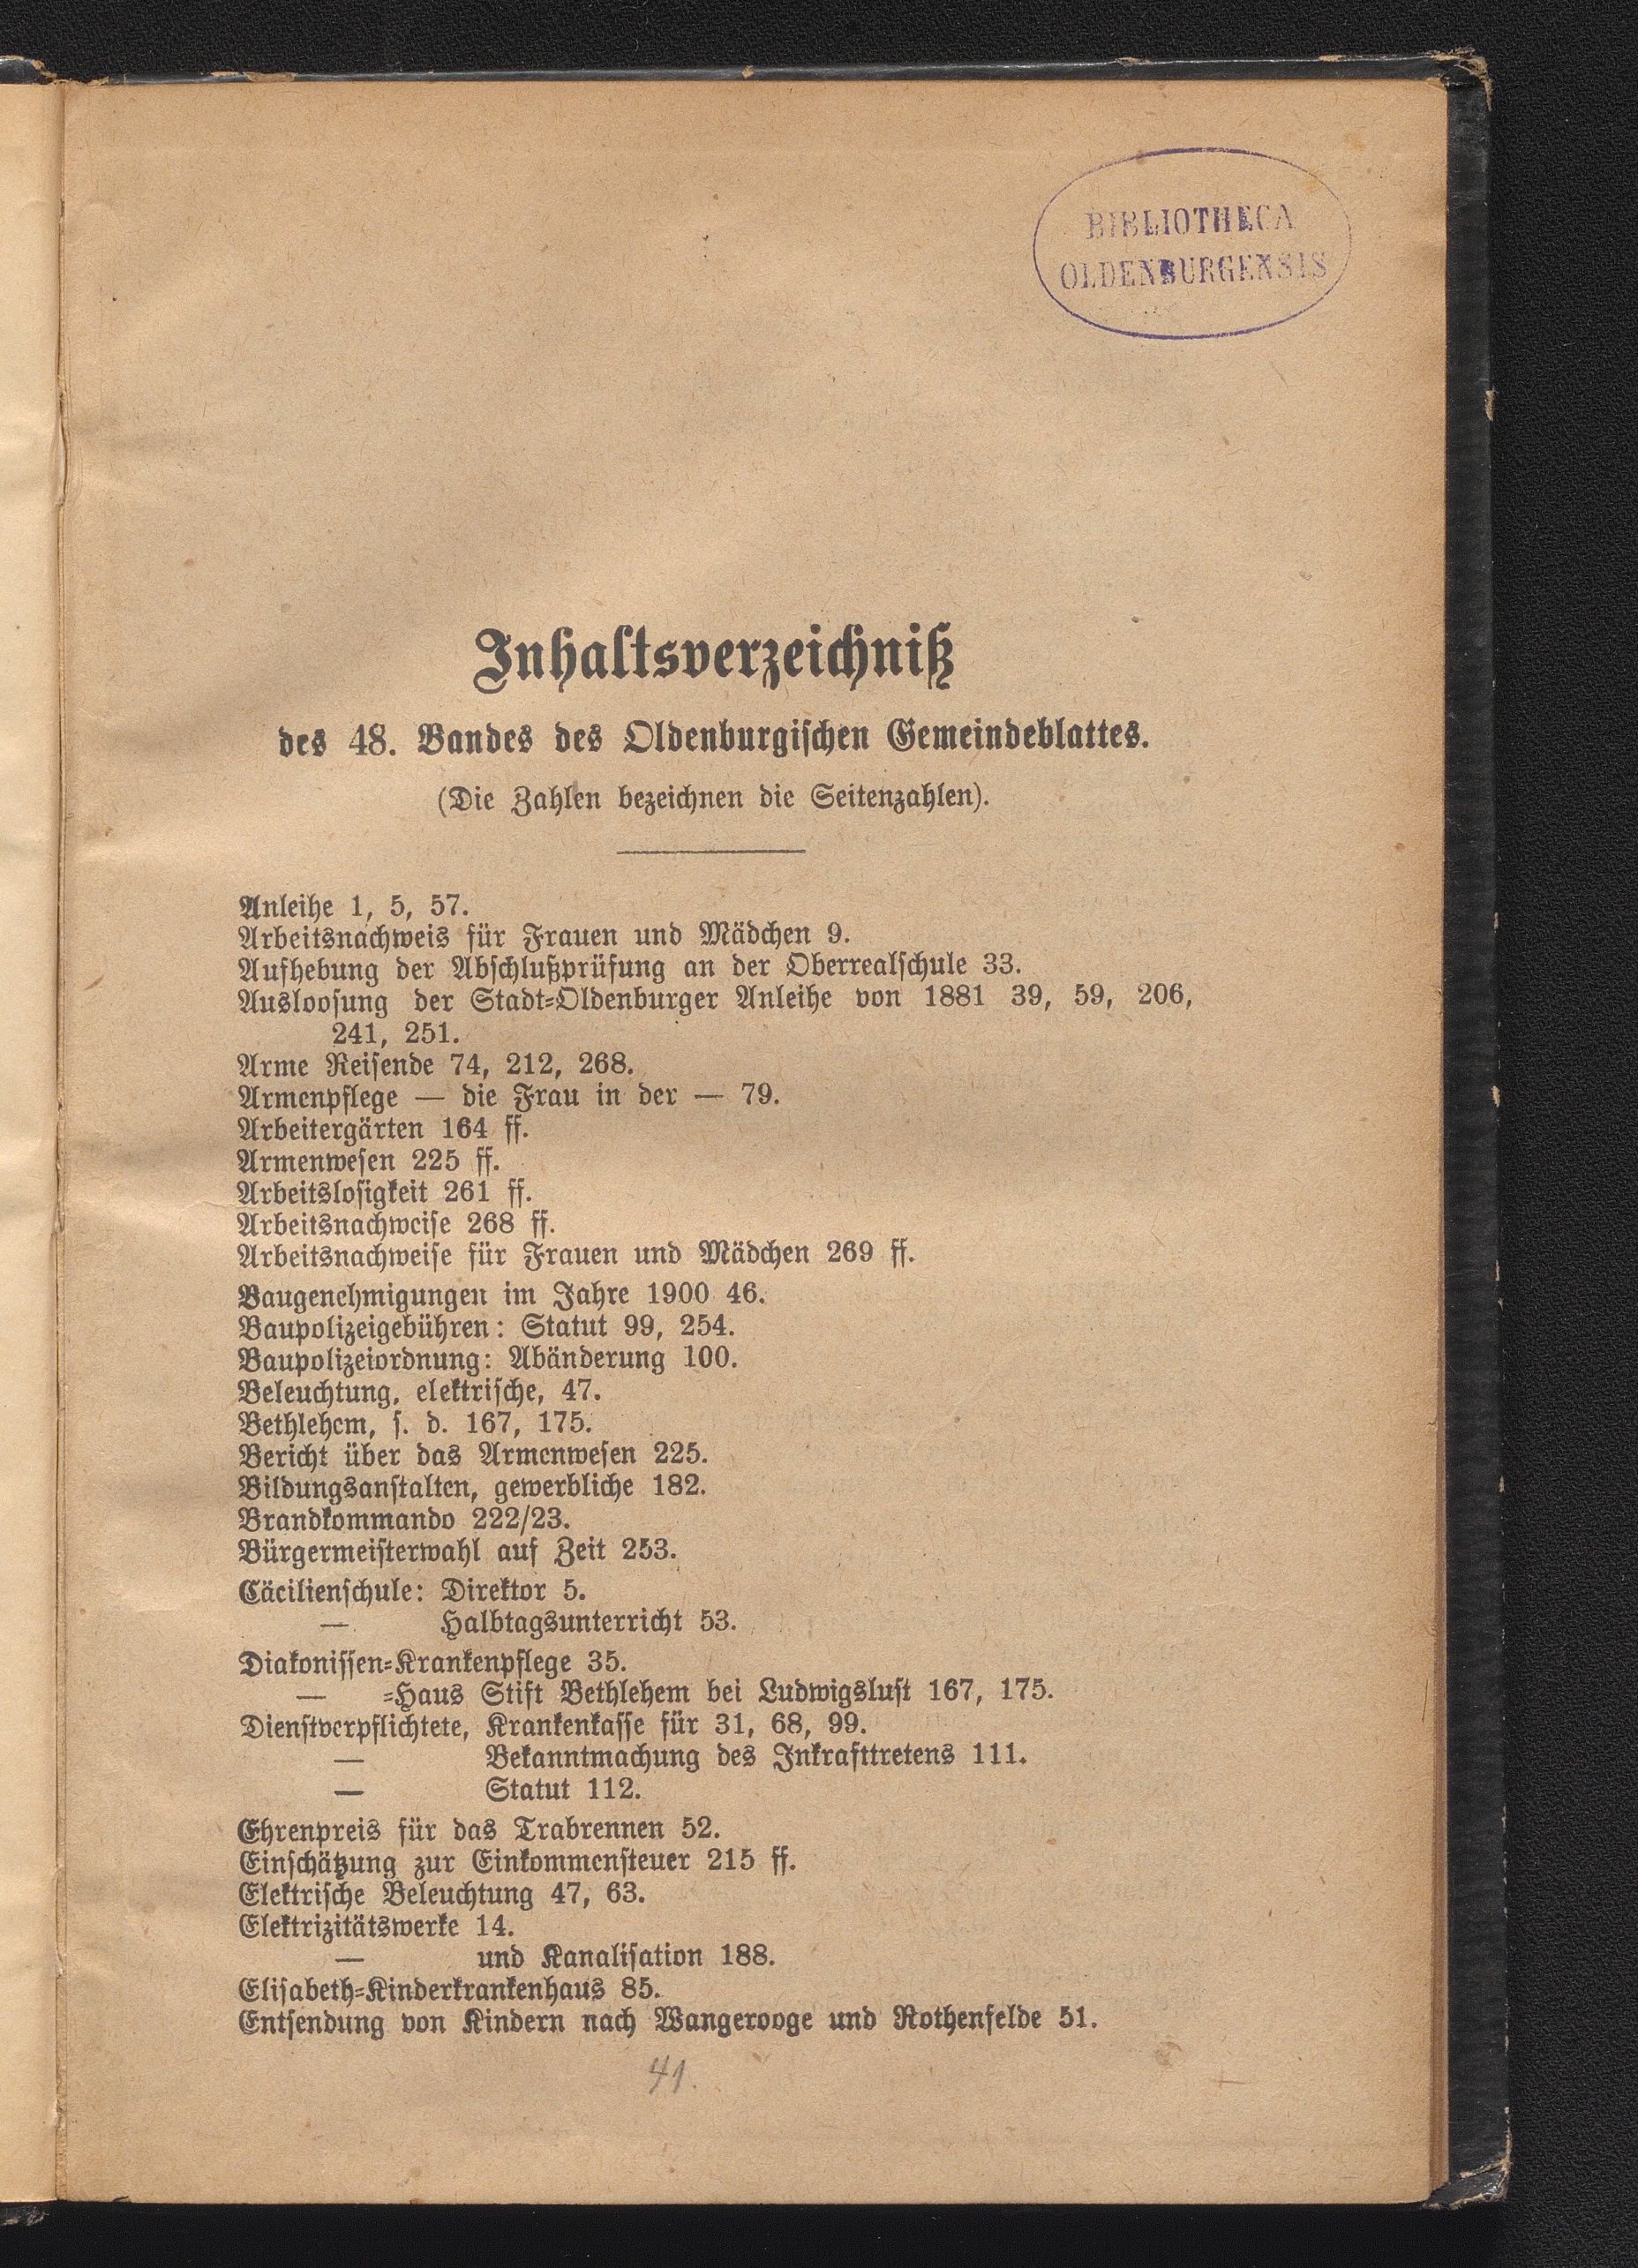 BIBLIOTHECA
OLDENBURGENSIS
Inhaltsverzeichniß
des 48. Bandes des Oldenburgischen Gemeindeblattes.
(Die Zahlen bezeichnen die Seitenzahlen).
Anleihe 1, 5, 57.
Arbeitsnachweis für Frauen und Mädchen 9.
Aufhebung der Abschlußprüfung an der Oberrealschule 33.
Ausloosung der Stadt-Oldenburger Anleihe von 1881 39, 59, 206,
241, 251.
Arme Reisende 74, 212, 268.
Armenpflege — die Frau in der — 79.
Arbeitergärten 164 ff.
Armenwesen 225 ff.
Arbeitslosigkeit 261 ff.
Arbeitsnachweise 268 ff.
Arbeitsnachweise für Frauen und Mädchen 269 ff.
Baugenehmigungen im Jahre 1900 46.
Baupolizeigebühren: Statut 99, 254.
Baupolizeiordnung: Abänderung 100.
Beleuchtung, elektrische, 47.
Bethlehem, s. d. 167, 175.
Bericht über das Armenwesen 225.
Bildungsanstalten, gewerbliche 182.
Brandkommando 222/23.
Bürgermeisterwahl auf Zeit 253.
Cäcilienschule: Direktor 5.
— Halbtagsunterricht 53.
Diakonissen-Krankenpflege 35.
— -Haus Stift Bethlehem bei Ludwigslust 167, 175.
Dienstverpflichtete, Krankenkasse für 31, 68, 99.
— Bekanntmachung des Inkrafttretens 111.
— Statut 112.
Ehrenpreis für das Trabrennen 52.
Einschätzung zur Einkommensteuer 215 ff.
Elektrische Beleuchtung 47, 63.
Elektrizitätswerke 14.
— und Kanalisation 188.
Elisabeth-Kinderkrankenhaus 85.
Entsendung von Kindern nach Wangerooge und Rothenfelde 51.
41.